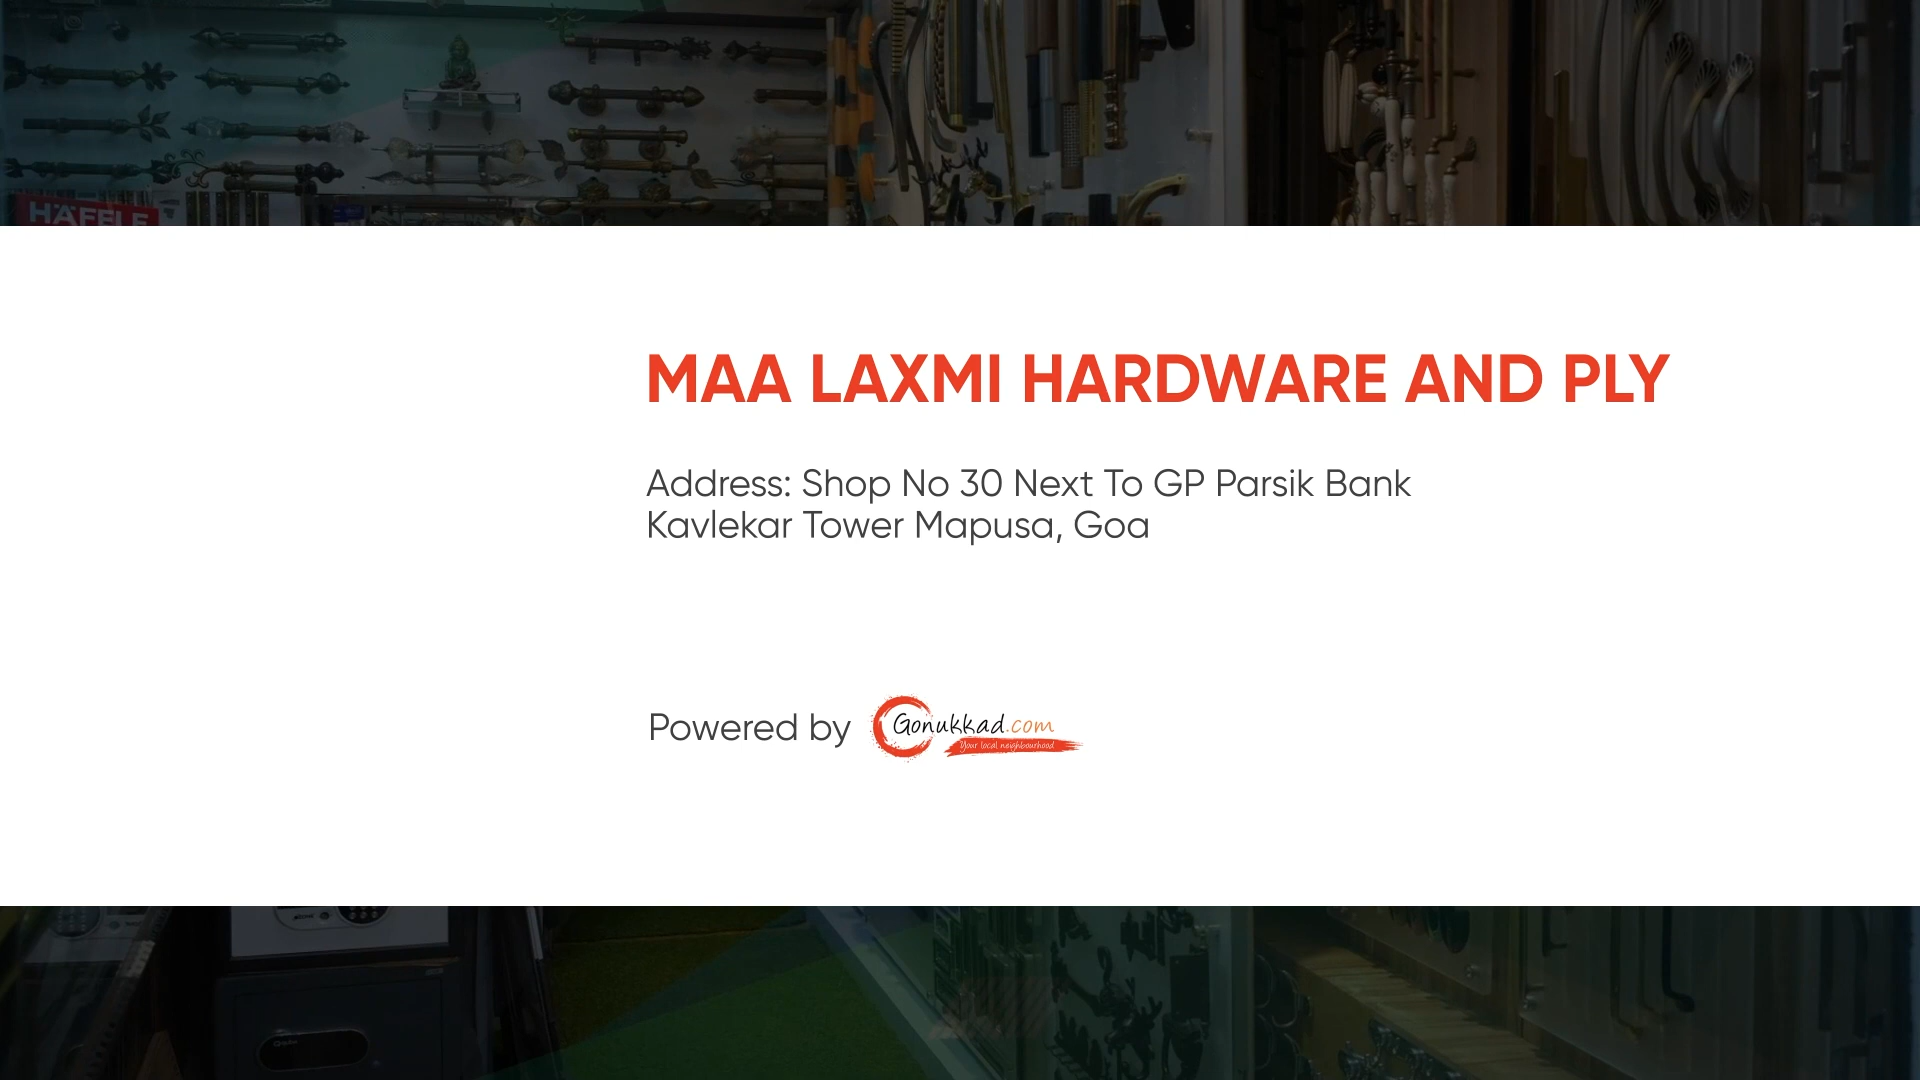 HÄFELE
MAA LAXMI HARDWARE AND PLY
Address: Shop No 30 Next To GP Parsik Bank
Kavlekar Tower Mapusa, Goa
Powered by Gonukkad.com
Your local neighbourhood